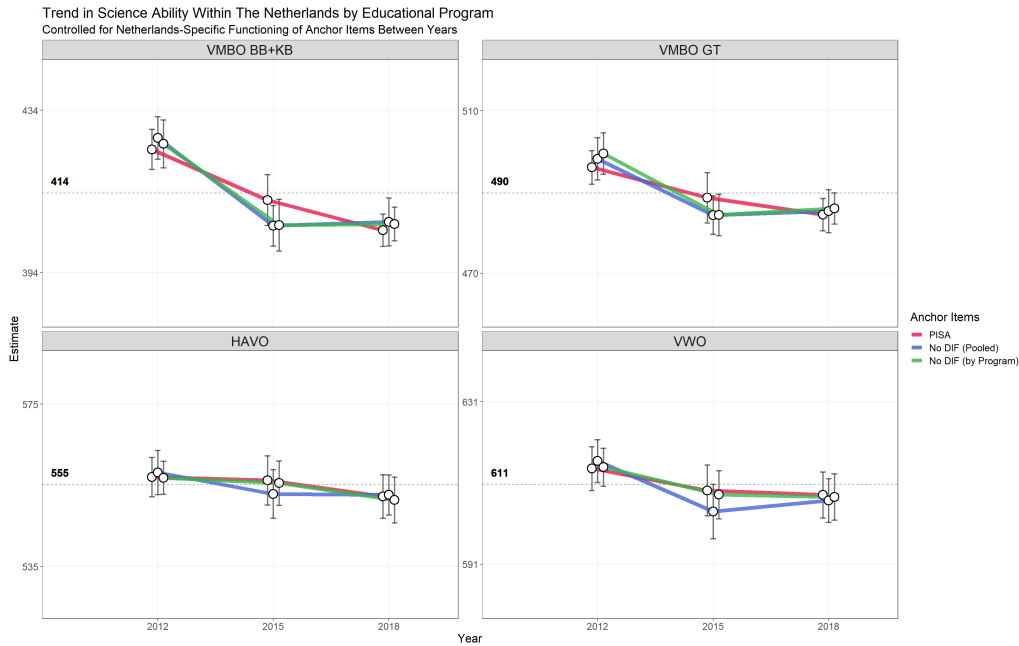 Trend in Science Ability Within The Netherlands by Educational Program
Controlled for Netherlands-Specific Functioning of Anchor Items Between Years
VMBO BB+KB
VMBO GT
434
414
394
510
490
470
HAVO
VWO
575
555
535
631
611
591
2012
2015
2018
2012
2015
2018
Estimate
Year
Anchor Items
PISA
No DIF (Pooled)
No DIF (by Program)